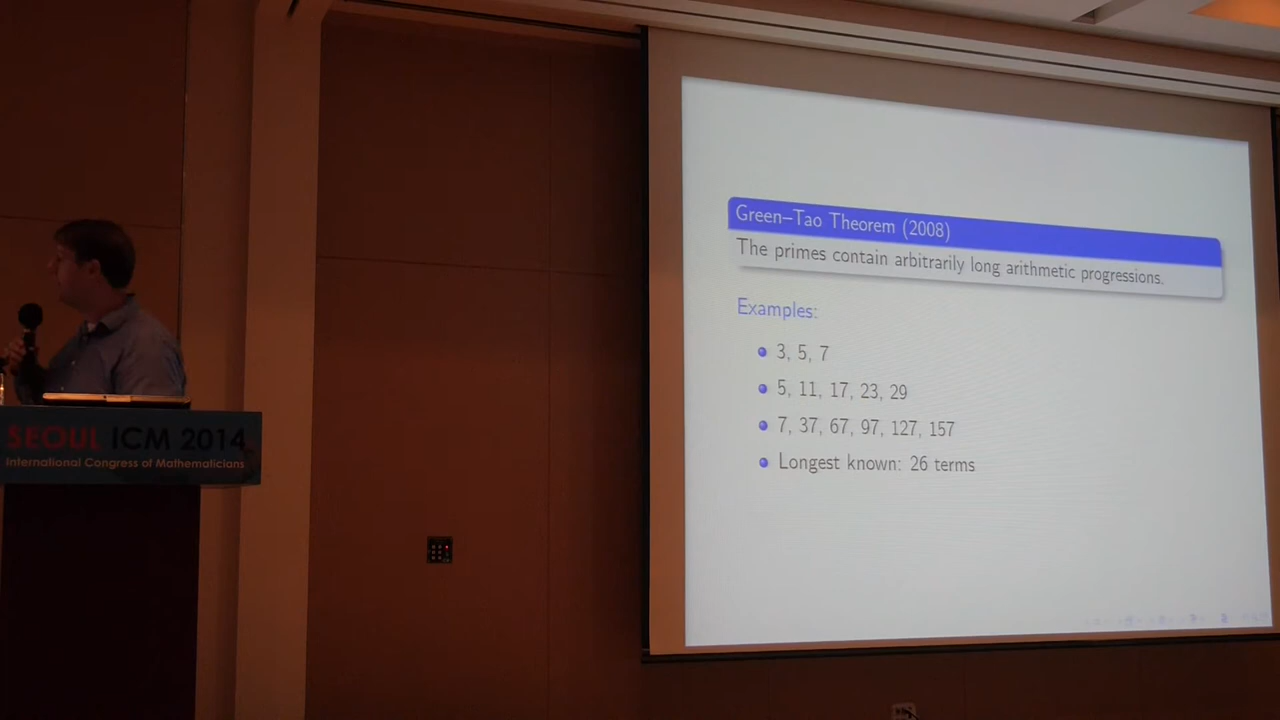 Green–Tao Theorem (2008)
The primes contain arbitrarily long arithmetic progressions.
Examples:
3, 5, 7
5, 11, 17, 23, 29
7, 37, 67, 97, 127, 157
Longest known: 26 terms
SEOUL ICM 2014
International Congress of Mathematicians